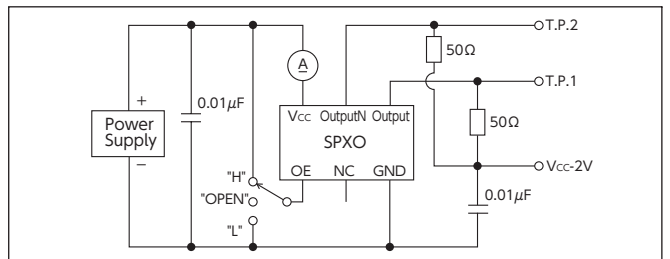 T.P.2
50Ω
A
T.P.1
+
0.01μF
Vcc OutputN Output
50Ω
Power
Supply
SPXO
−
OE NC GND
Vcc-2V
"H"
0.01μF
"OPEN"
"L"